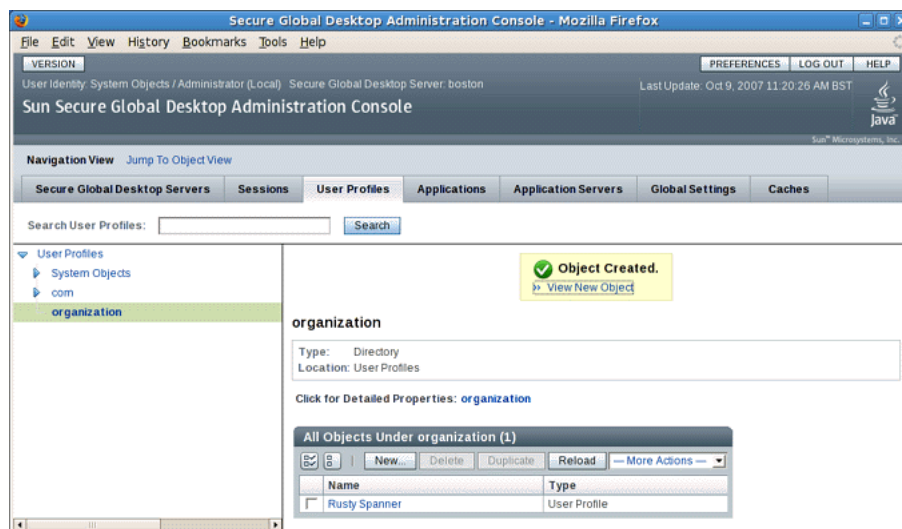 Secure Global Desktop Administration Console - Mozilla Firefox
File Edit View History Bookmarks Tools Help
VERSION PREFERENCES LOG OUT HELP
User Identity: System Objects / Administrator (Local) Secure Global Desktop Server: boston Last Update: Oct 9, 2007 11:20:26 AM BST
Sun Secure Global Desktop Administration Console
Java
Sun™ Microsystems, Inc.
Navigation View Jump To Object View
Secure Global Desktop Servers Sessions User Profiles Applications Application Servers Global Settings Caches
Search User Profiles: Search
User Profiles
System Objects
com
organization
Object Created.
View New Object
organization
Type: Directory
Location: User Profiles
Click for Detailed Properties: organization
All Objects Under organization (1)
New... Delete Duplicate Reload — More Actions —
Name Type
Rusty Spanner User Profile